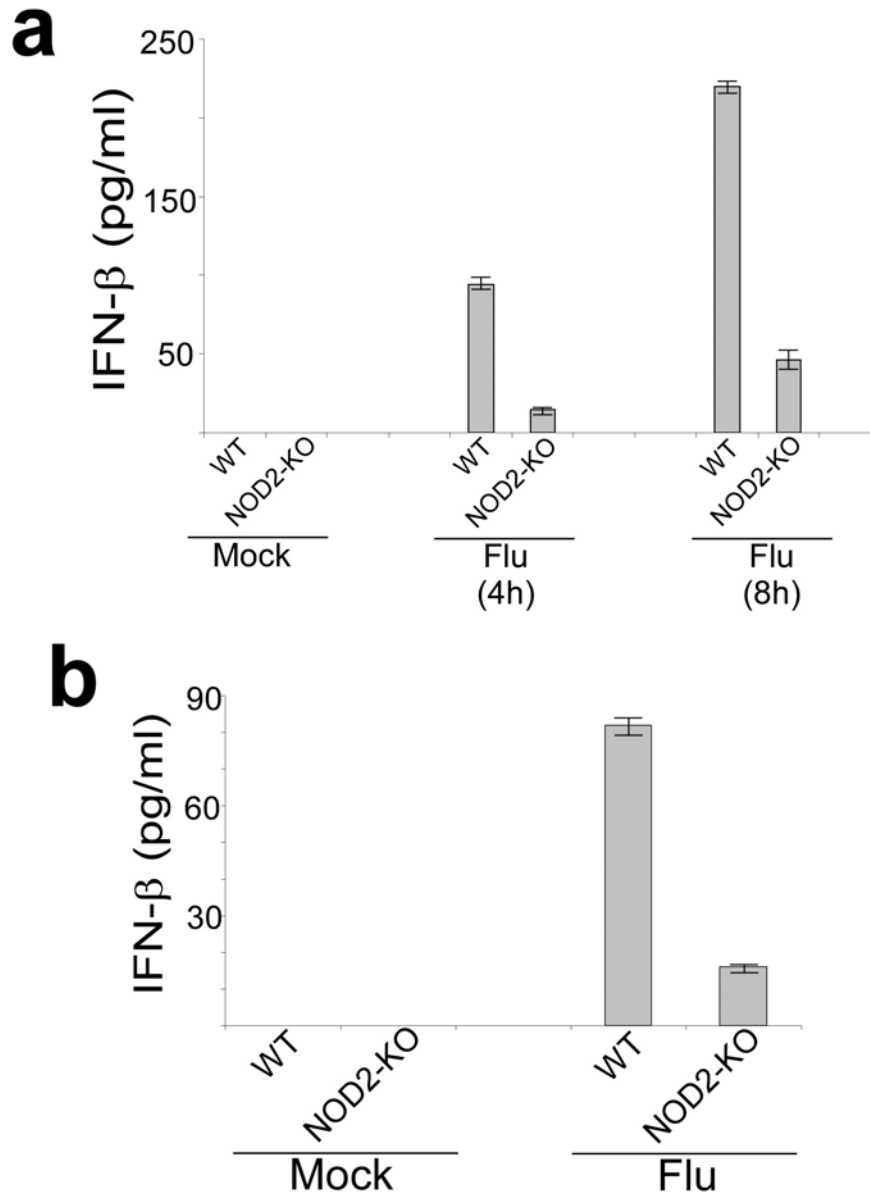 a
IFN-β (pg/ml)
250
150
50
WT
NOD2-KO
WT
NOD2-KO
WT
NOD2-KO
Mock
Flu
(4h)
Flu
(8h)
b
IFN-β (pg/ml)
90
60
30
WT
NOD2-KO
WT
NOD2-KO
Mock
Flu